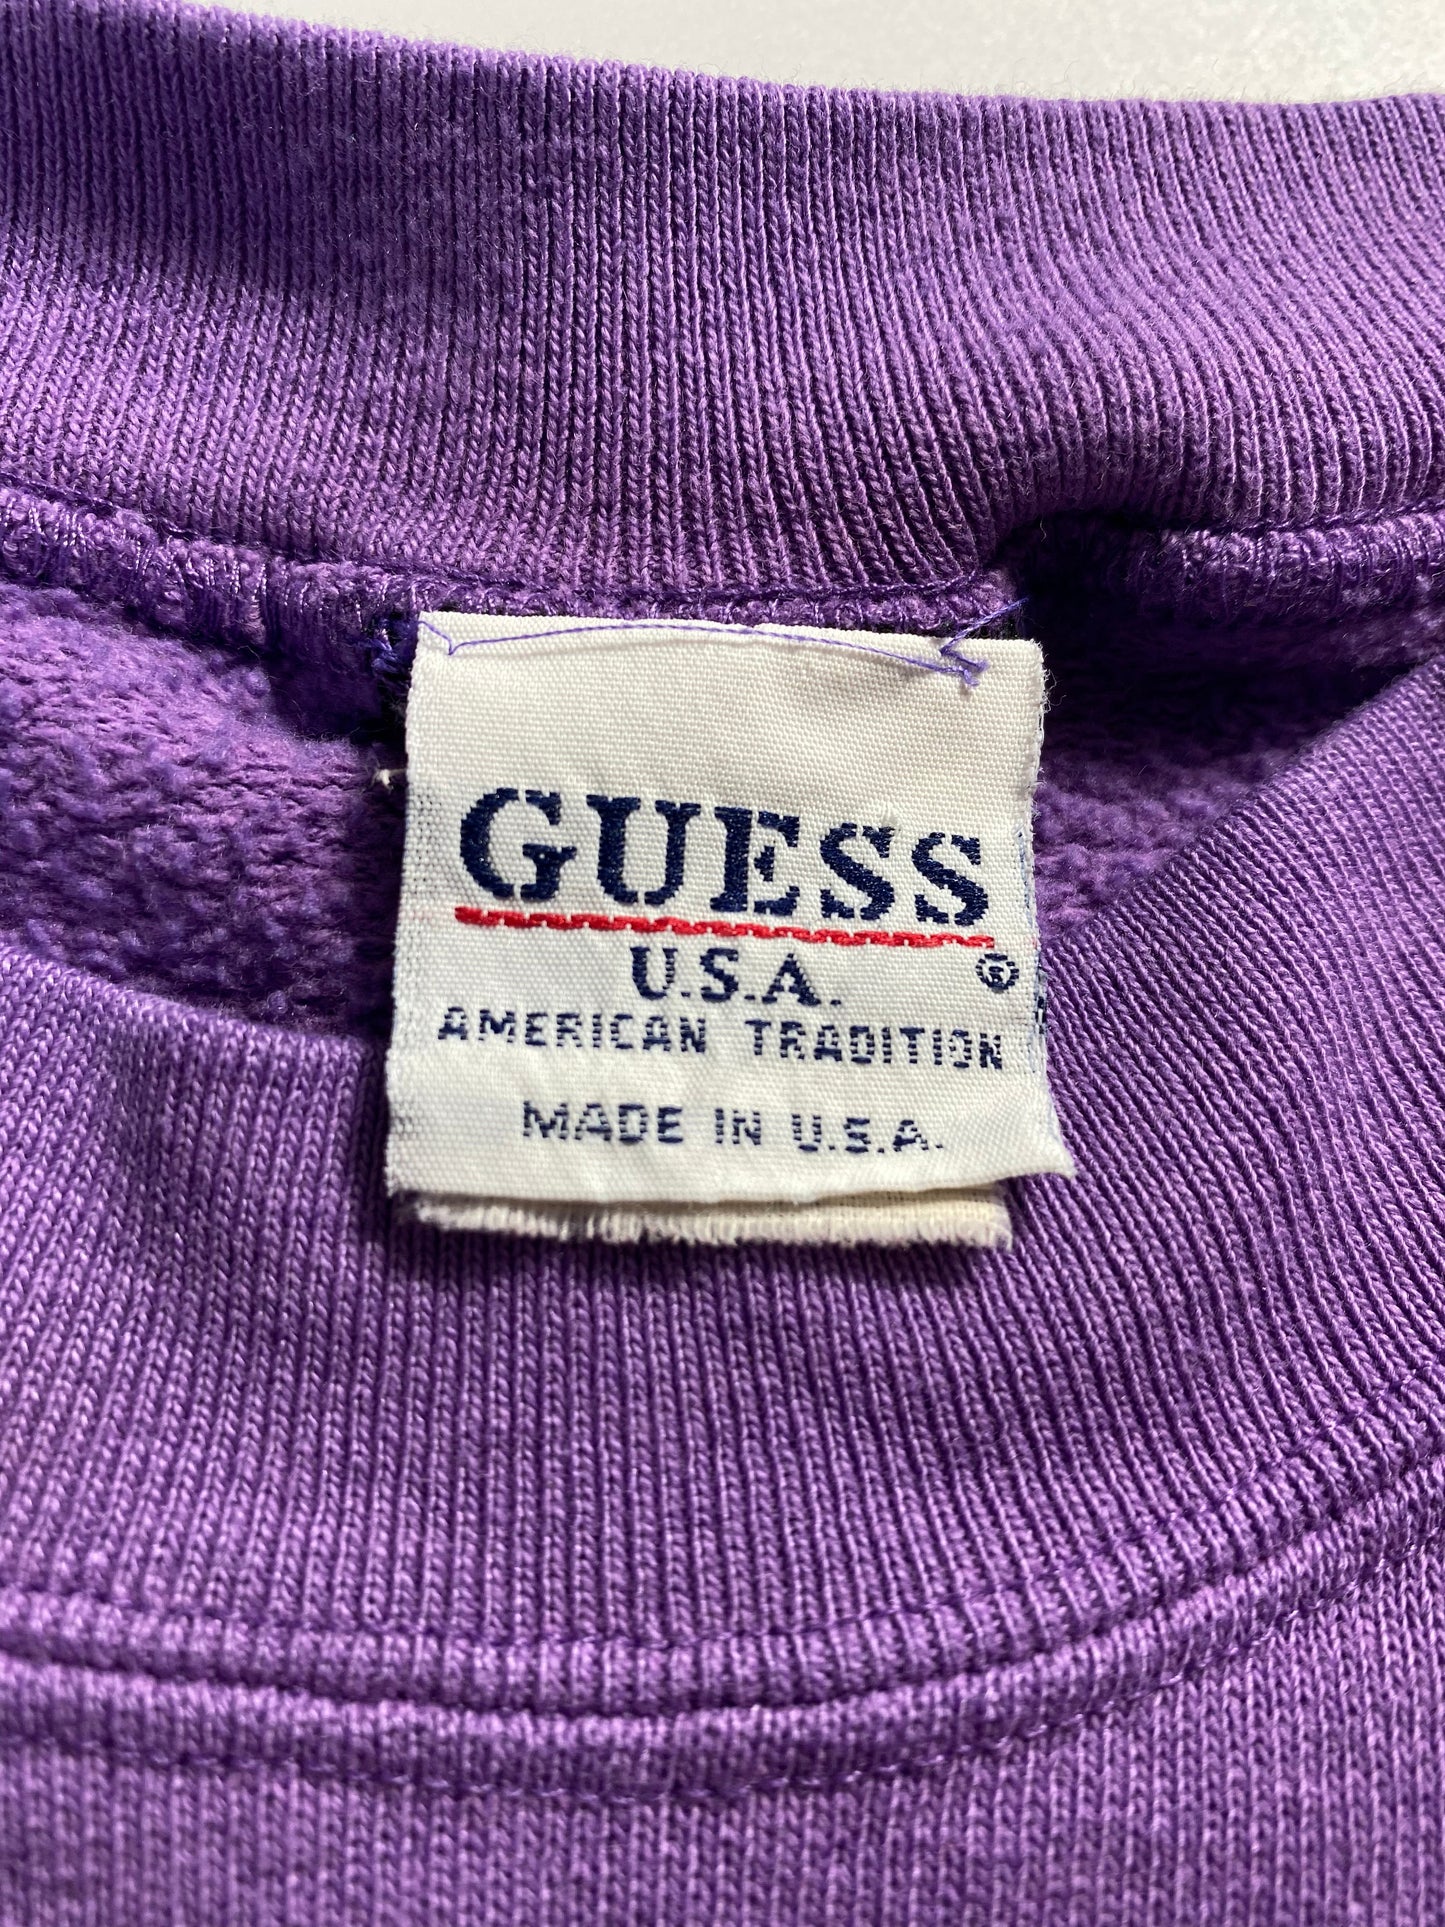 GUESS
U.S.A. ®
AMERICAN TRADITION
MADE IN U.S.A.